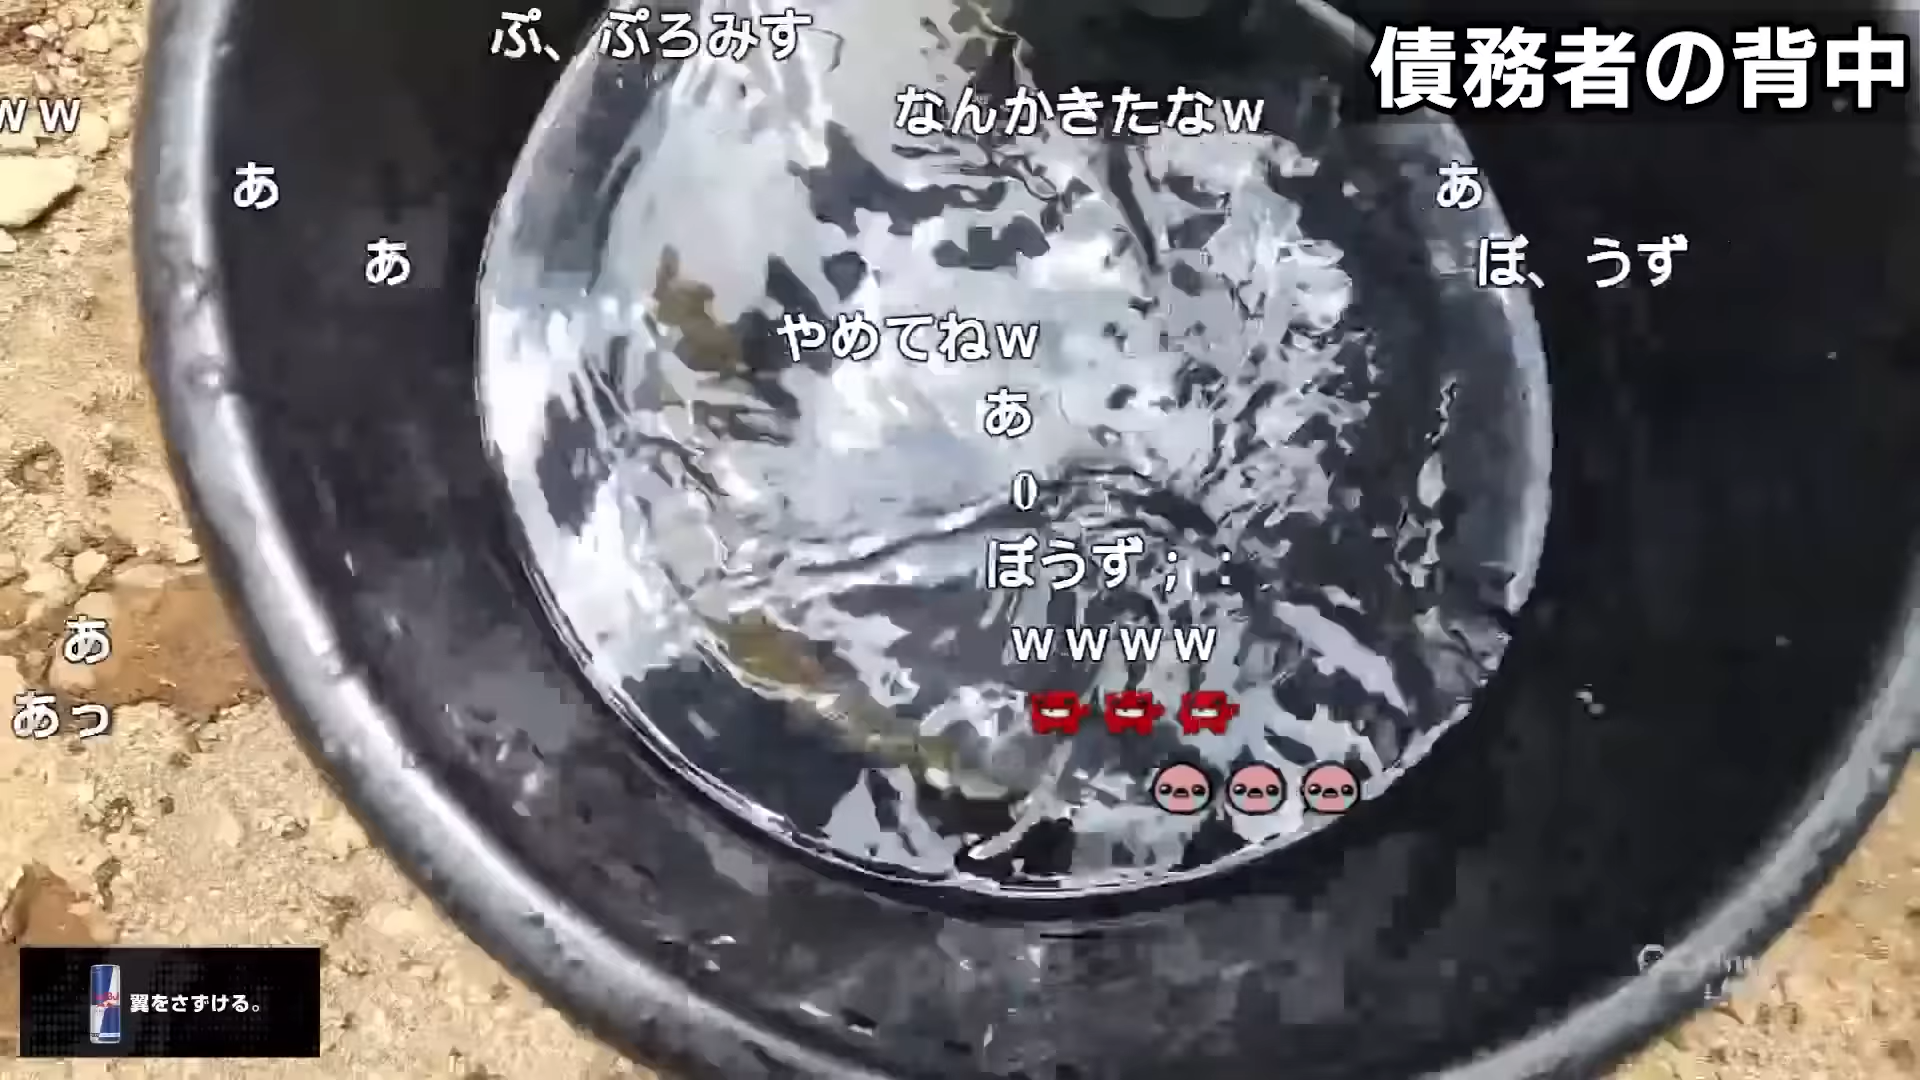 ぷ、ぷろみす
債務者の背中
ww
なんかきたなw
あ
あ
あ
ぼ、うず
やめてねw
あ
0
ぼうず；：
wwww
あ
あっ
翼をさずける。